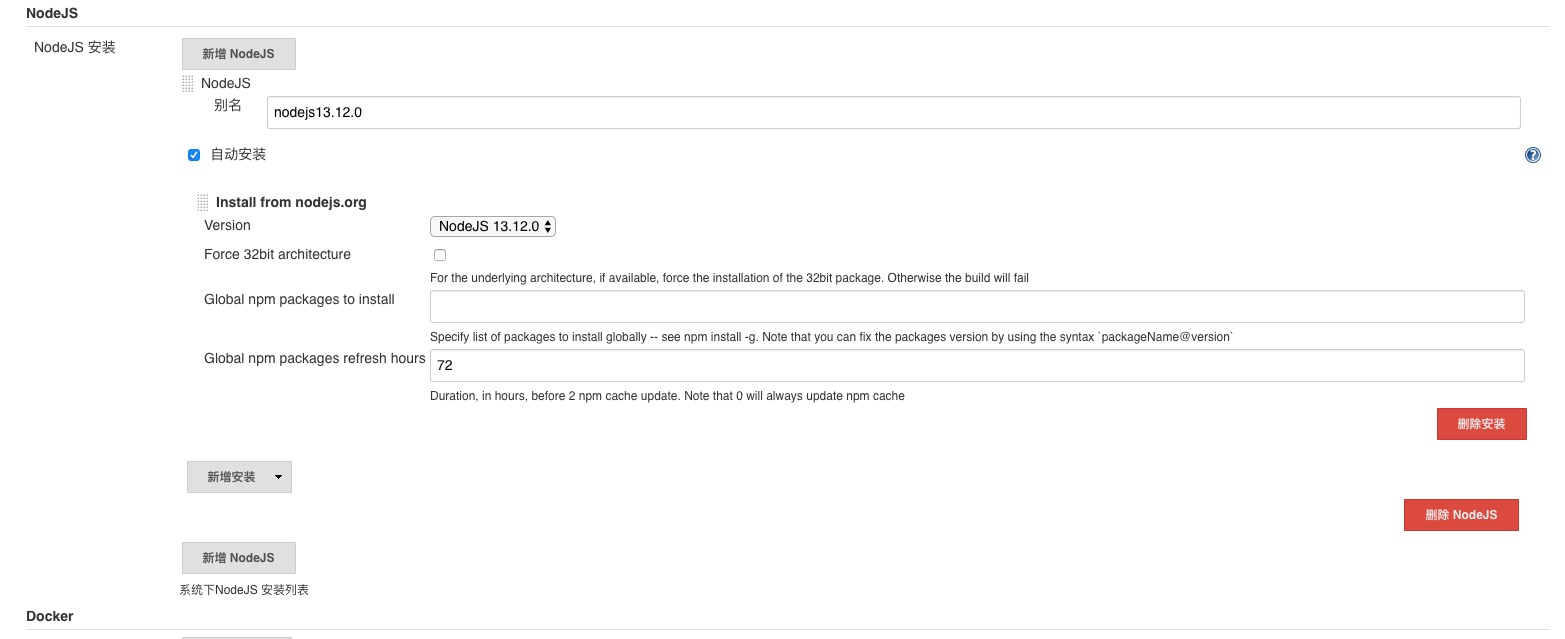 NodeJS
NodeJS 安装
新增 NodeJS
NodeJS
别名
nodejs13.12.0
自动安装
Install from nodejs.org
Version
NodeJS 13.12.0
Force 32bit architecture
For the underlying architecture, if available, force the installation of the 32bit package. Otherwise the build will fail
Global npm packages to install
Specify list of packages to install globally -- see npm install -g. Note that you can fix the packages version by using the syntax `packageName@version`
Global npm packages refresh hours
72
Duration, in hours, before 2 npm cache update. Note that 0 will always update npm cache
删除安装
新增安装
删除 NodeJS
新增 NodeJS
系统下NodeJS 安装列表
Docker